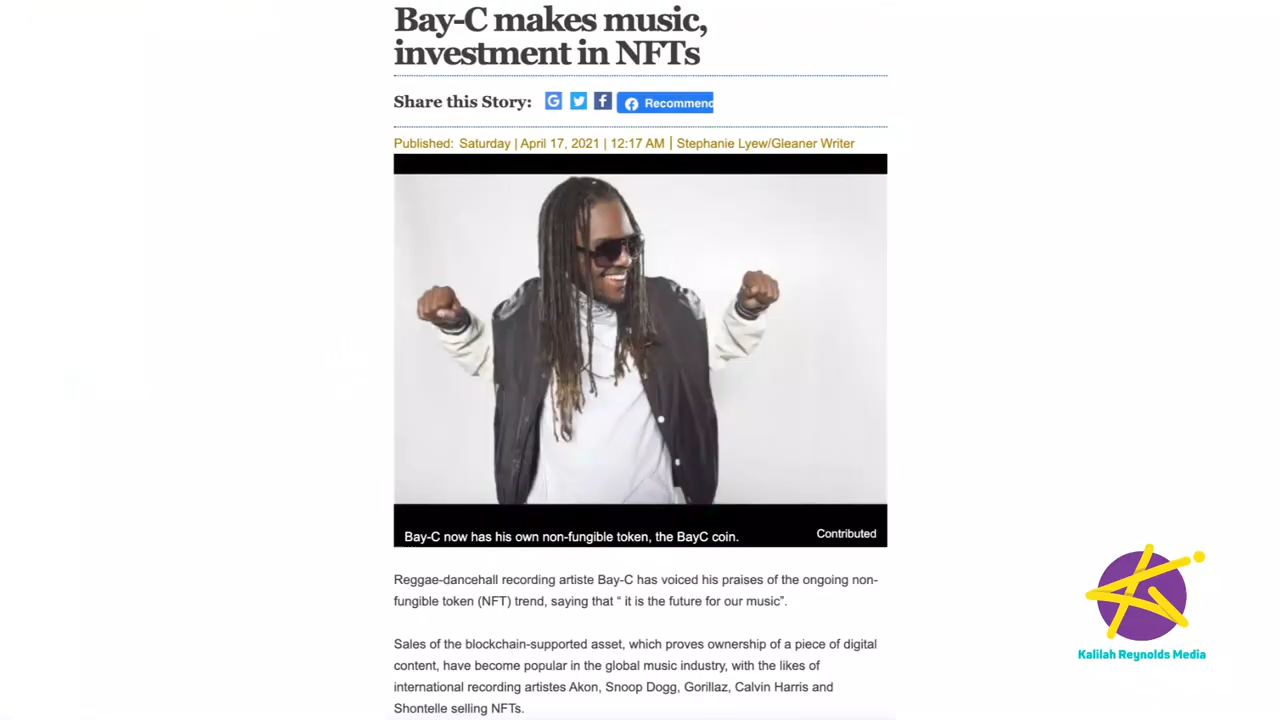 Bay-C makes music,
investment in NFTs
Share this Story:
Recommend
Published: Saturday | April 17, 2021 | 12:17 AM | Stephanie Lyew/Gleaner Writer
Bay-C now has his own non-fungible token, the BayC coin.
Contributed
Reggae-dancehall recording artiste Bay-C has voiced his praises of the ongoing non-
fungible token (NFT) trend, saying that “ it is the future for our music”.
Sales of the blockchain-supported asset, which proves ownership of a piece of digital
content, have become popular in the global music industry, with the likes of
international recording artistes Akon, Snoop Dogg, Gorillaz, Calvin Harris and
Shontelle selling NFTs.
Kalilah Reynolds Media